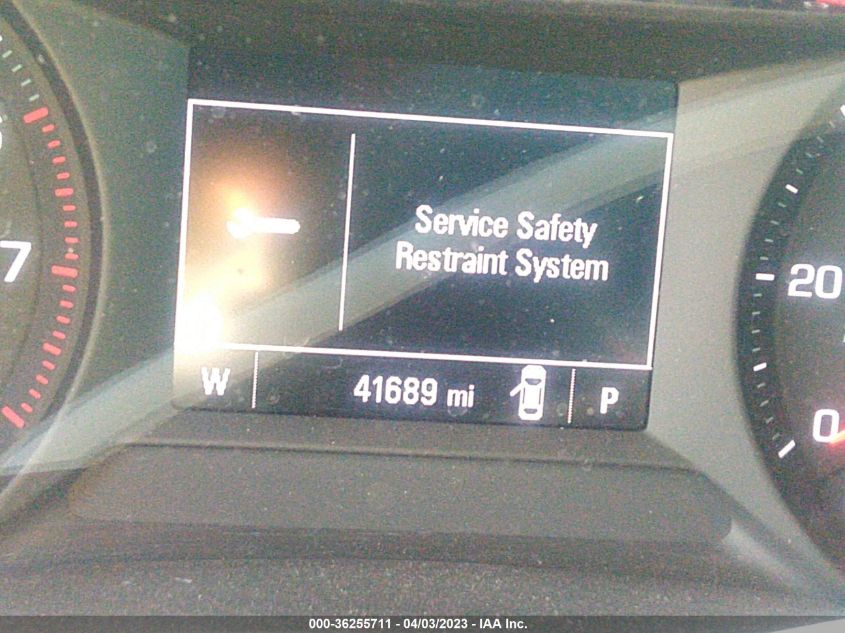 Service Safety
Restraint System
W 41689 mi P
7
20
0
000-36255711 - 04/03/2023 - IAA Inc.